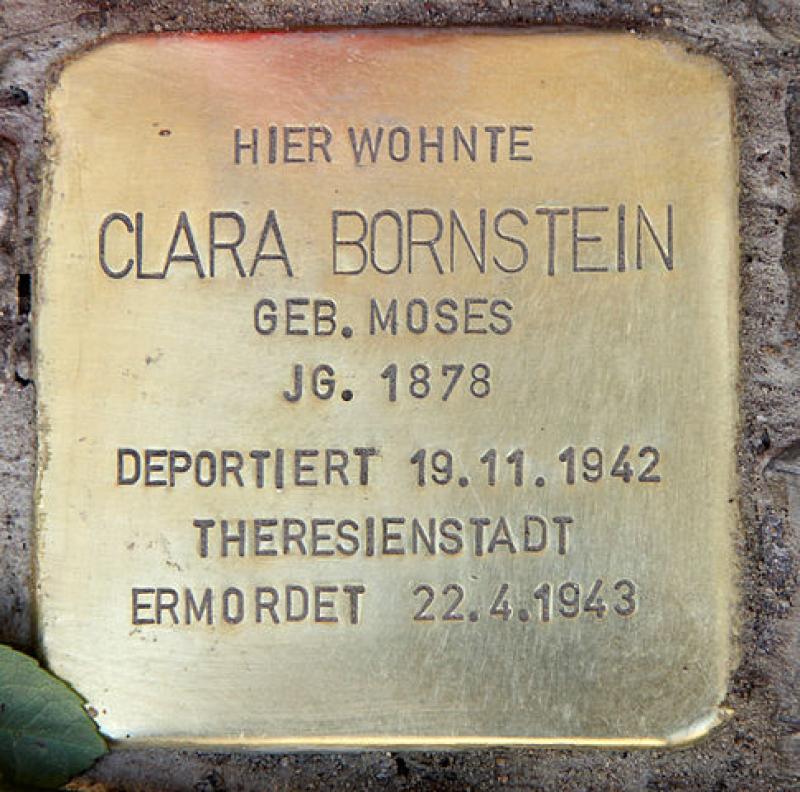 HIER WOHNTE
CLARA BORNSTEIN
GEB. MOSES
JG. 1878
DEPORTIERT 19.11.1942
THERESIENSTADT
ERMORDET 22.4.1943